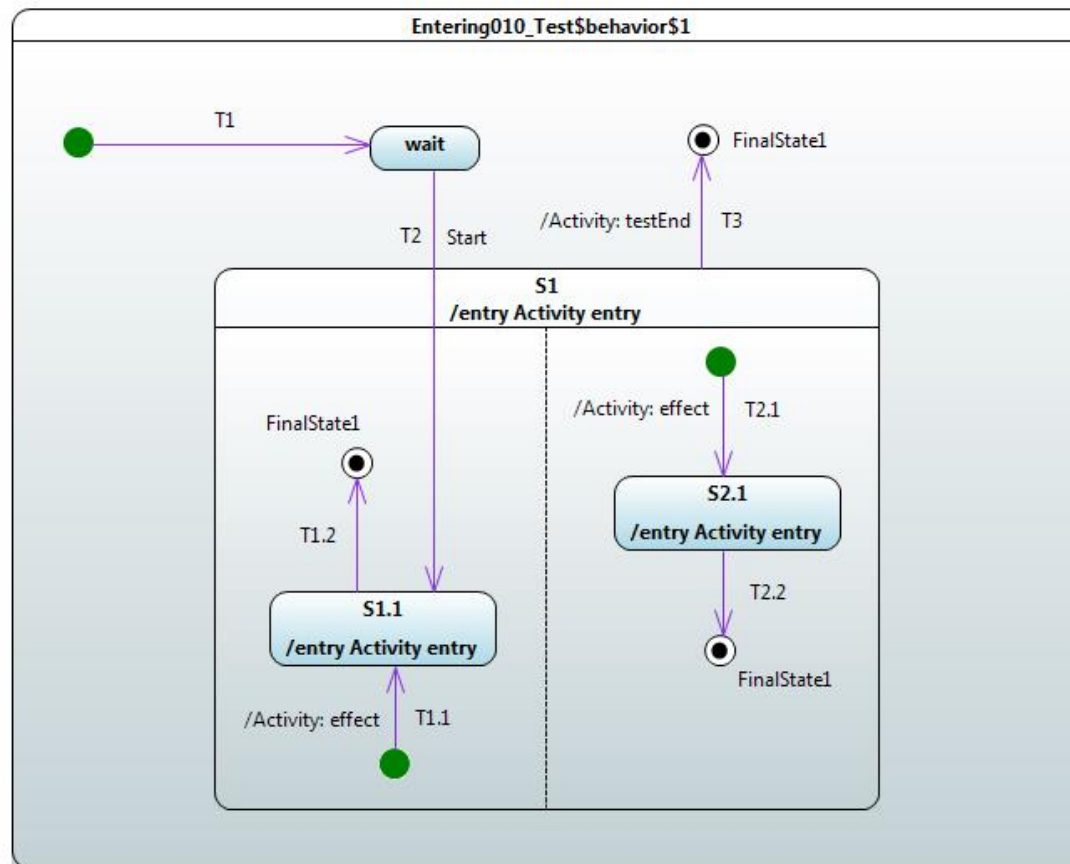 Entering010_Test$behavior$1
T1
wait
FinalState1
T2
Start
/Activity: testEnd
T3
S1
/entry Activity entry
/Activity: effect
T2.1
FinalState1
S2.1
/entry Activity entry
T1.2
T2.2
S1.1
/entry Activity entry
FinalState1
/Activity: effect
T1.1